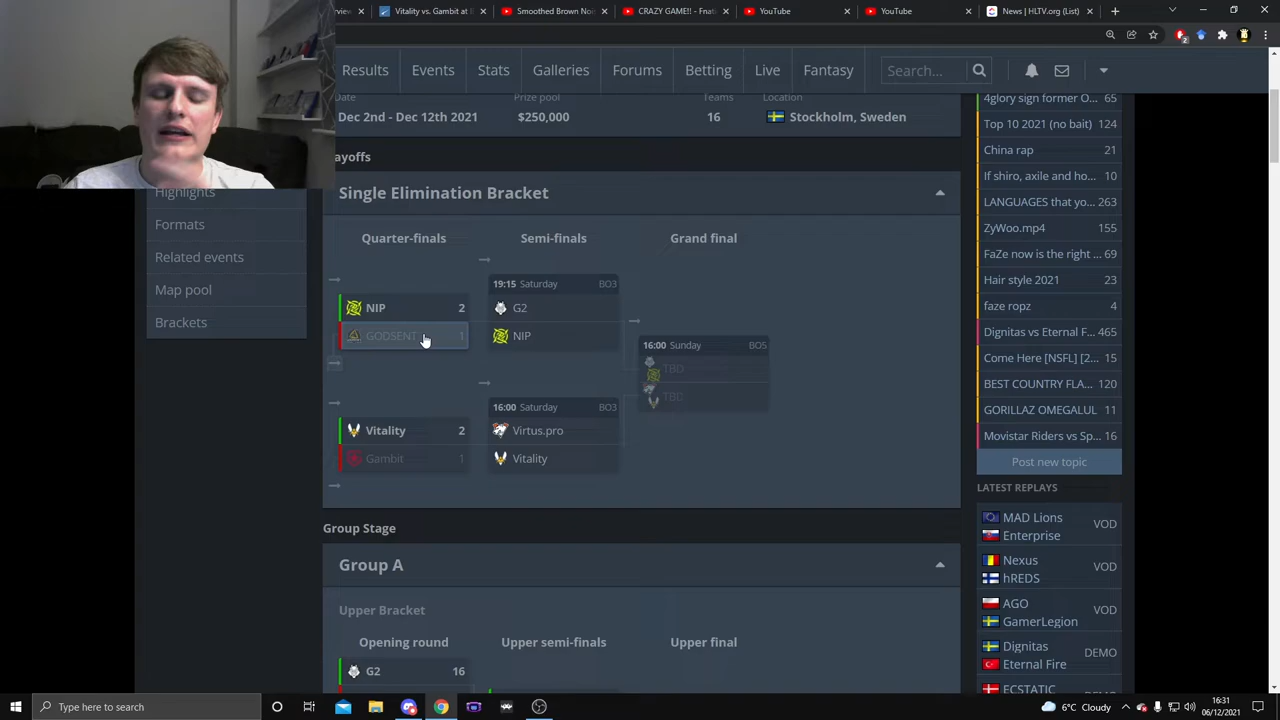 rview
Vitality vs. Gambit at B
Smoothed Brown Nois
CRAZY GAME!! - Fnat
YouTube
YouTube
News | HLTV.org (List)
2
Results
Events
Stats
Galleries
Forums
Betting
Live
Fantasy
Search...
Date
Prize pool
Teams
Location
Dec 2nd - Dec 12th 2021
$250,000
16
Stockholm, Sweden
ayoffs
Single Elimination Bracket
Quarter-finals
Semi-finals
Grand final
Highlights
Formats
Related events
Map pool
Brackets
NIP 2
GODSENT 1
Vitality 2
Gambit 1
19:15 Saturday BO3
G2
NIP
16:00 Saturday BO3
Virtus.pro
Vitality
16:00 Sunday BO5
TBD
TBD
Group Stage
Group A
Upper Bracket
Opening round
Upper semi-finals
Upper final
G2 16
4glory sign former O... 65
Top 10 2021 (no bait) 124
China rap 21
If shiro, axile and ho... 10
LANGUAGES that yo... 263
ZyWoo.mp4 155
FaZe now is the right ... 69
Hair style 2021 23
faze ropz 4
Dignitas vs Eternal F... 465
Come Here [NSFL] [2... 15
BEST COUNTRY FLA... 120
GORILLAZ OMEGALUL 11
Movistar Riders vs Sp... 16
Post new topic
LATEST REPLAYS
MAD Lions
Enterprise
VOD
Nexus
hREDS
VOD
AGO
GamerLegion
VOD
Dignitas
Eternal Fire
DEMO
ECSTATIC
DEMO
Type here to search
6°C Cloudy
16:31
06/12/2021